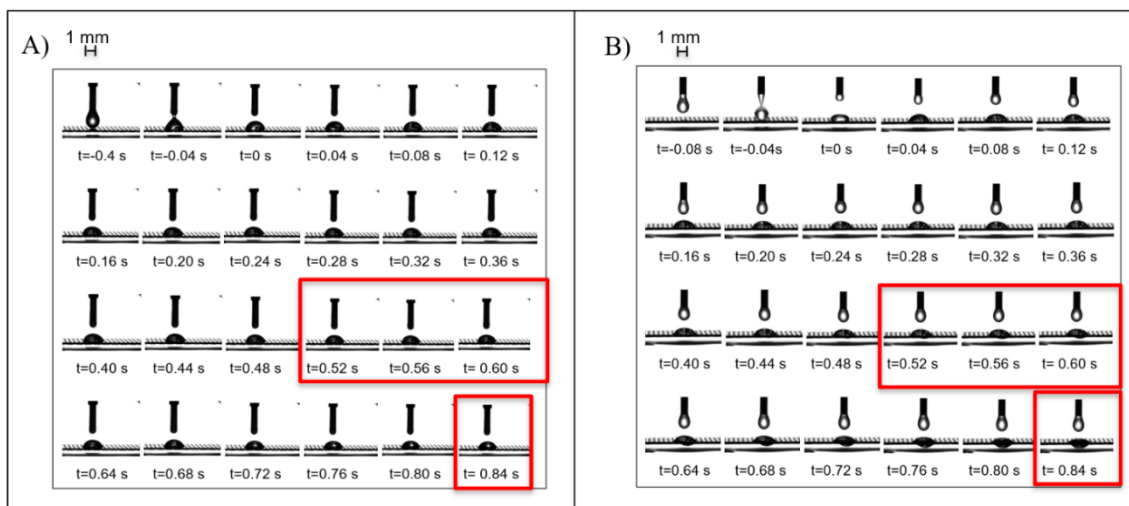 A) 1 mm
t=-0.4 s t=-0.04 s t=0 s t=0.04 s t=0.08 s t= 0.12 s
t=0.16 s t=0.20 s t=0.24 s t=0.28 s t=0.32 s t=0.36 s
t=0.40 s t=0.44 s t=0.48 s t=0.52 s t=0.56 s t= 0.60 s
t=0.64 s t=0.68 s t=0.72 s t=0.76 s t=0.80 s t= 0.84 s
B) 1 mm
t=-0.08 s t=-0.04s t=0 s t=0.04 s t=0.08 s t= 0.12 s
t=0.16 s t=0.20 s t=0.24 s t=0.28 s t=0.32 s t=0.36 s
t=0.40 s t=0.44 s t=0.48 s t=0.52 s t=0.56 s t= 0.60 s
t=0.64 s t=0.68 s t=0.72 s t=0.76 s t=0.80 s t= 0.84 s